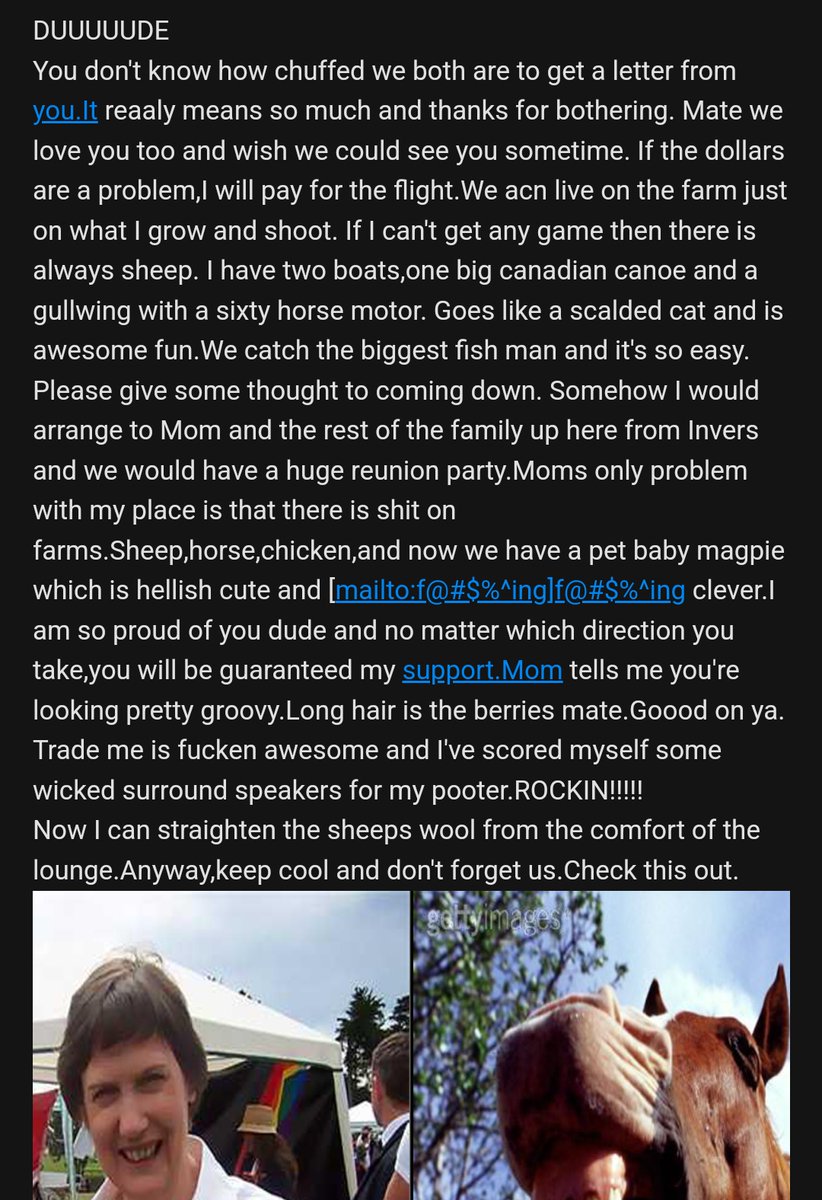 DUUUUUDE
You don't know how chuffed we both are to get a letter from
you.It reaaly means so much and thanks for bothering. Mate we
love you too and wish we could see you sometime. If the dollars
are a problem,I will pay for the flight.We acn live on the farm just
on what I grow and shoot. If I can't get any game then there is
always sheep. I have two boats,one big canadian canoe and a
gullwing with a sixty horse motor. Goes like a scalded cat and is
awesome fun.We catch the biggest fish man and it's so easy.
Please give some thought to coming down. Somehow I would
arrange to Mom and the rest of the family up here from Invers
and we would have a huge reunion party.Moms only problem
with my place is that there is shit on
farms.Sheep,horse,chicken,and now we have a pet baby magpie
which is hellish cute and [mailto:f@#$%^ing]f@#$%^ing clever.I
am so proud of you dude and no matter which direction you
take,you will be guaranteed my support.Mom tells me you're
looking pretty groovy.Long hair is the berries mate.Goood on ya.
Trade me is fucken awesome and I've scored myself some
wicked surround speakers for my pooter.ROCKIN!!!!!
Now I can straighten the sheeps wool from the comfort of the
lounge.Anyway,keep cool and don't forget us.Check this out.
gettyimages